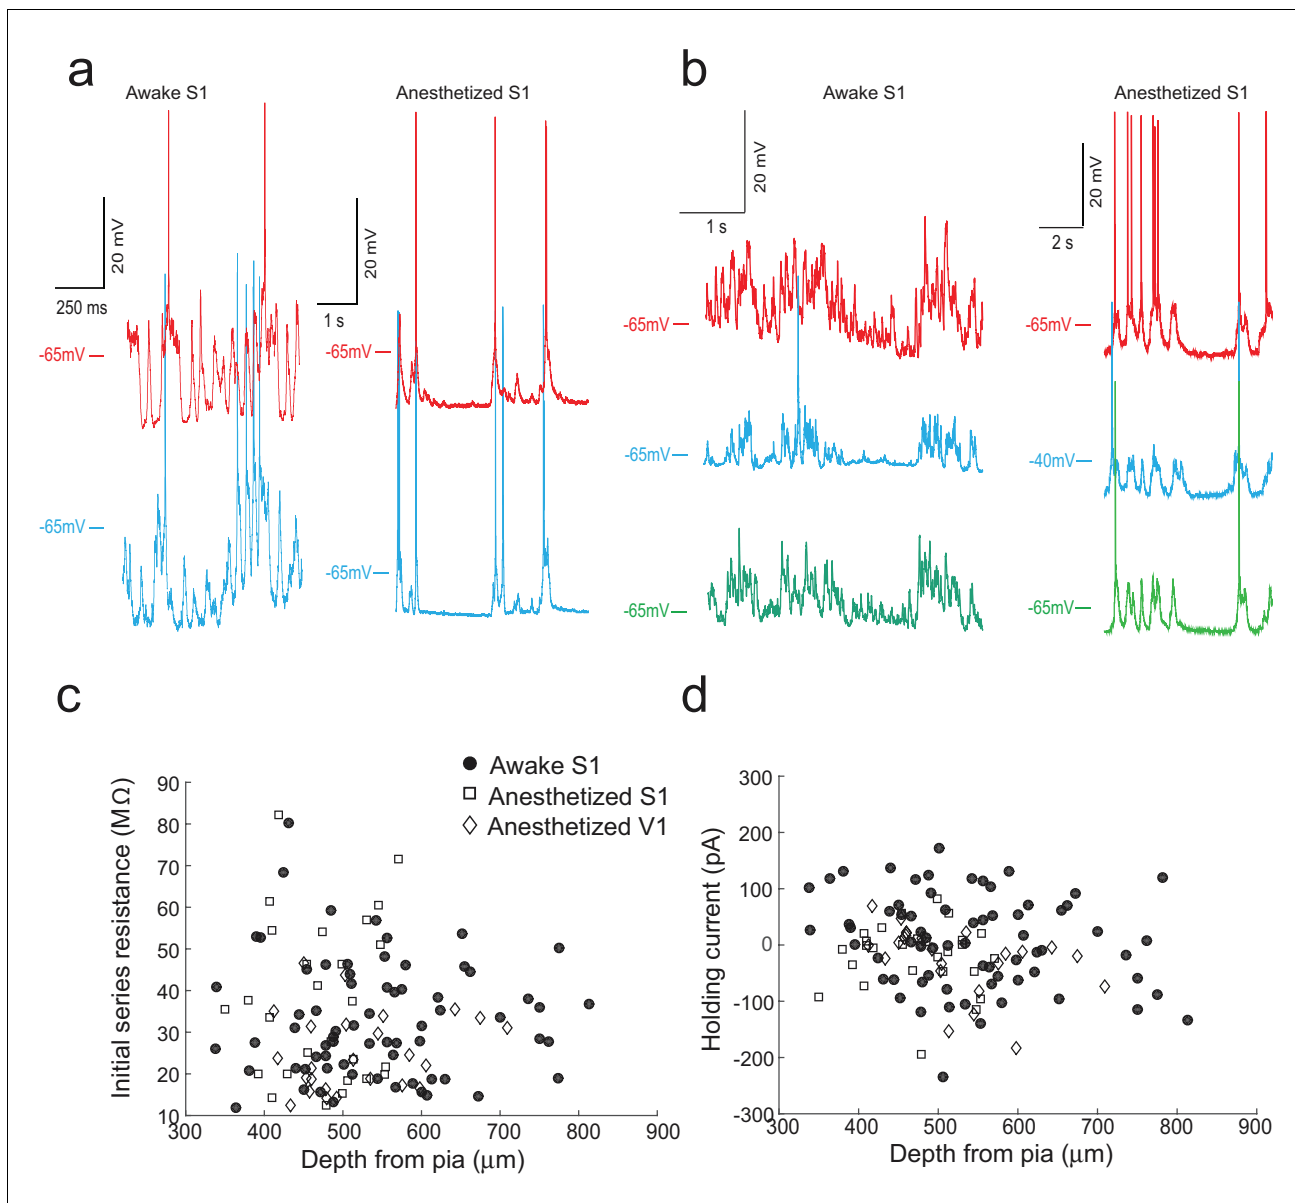 a
b
Awake S1
Anesthetized S1
Awake S1
Anesthetized S1
20 mV
250 ms
20 mV
1 s
20 mV
1 s
20 mV
2 s
-65mV
-65mV
-65mV
-65mV
-65mV
-65mV
-65mV
-65mV
-40mV
-65mV
c
d
Awake S1
Anesthetized S1
Anesthetized V1
Initial series resistance (MΩ)
90
80
70
60
50
40
30
20
10
300 400 500 600 700 800 900
Depth from pia (μm)
Holding current (pA)
300
200
100
0
-100
-200
-300
300 400 500 600 700 800 900
Depth from pia (μm)